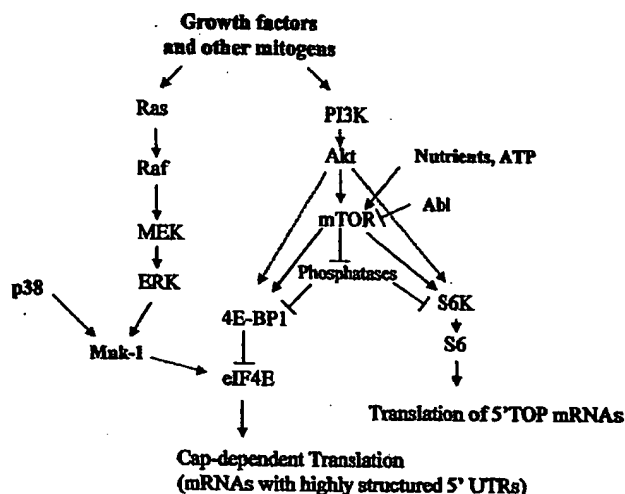 Growth factors
and other mitogens
Ras
PI3K
Raf
Akt
Nutrients, ATP
mTOR
Abl
MEK
ERK
Phosphatases
p38
4E-BP1
S6K
Mnk-1
S6
eIF4E
Translation of 5'TOP mRNAs
Cap-dependent Translation
(mRNAs with highly structured 5' UTRs)